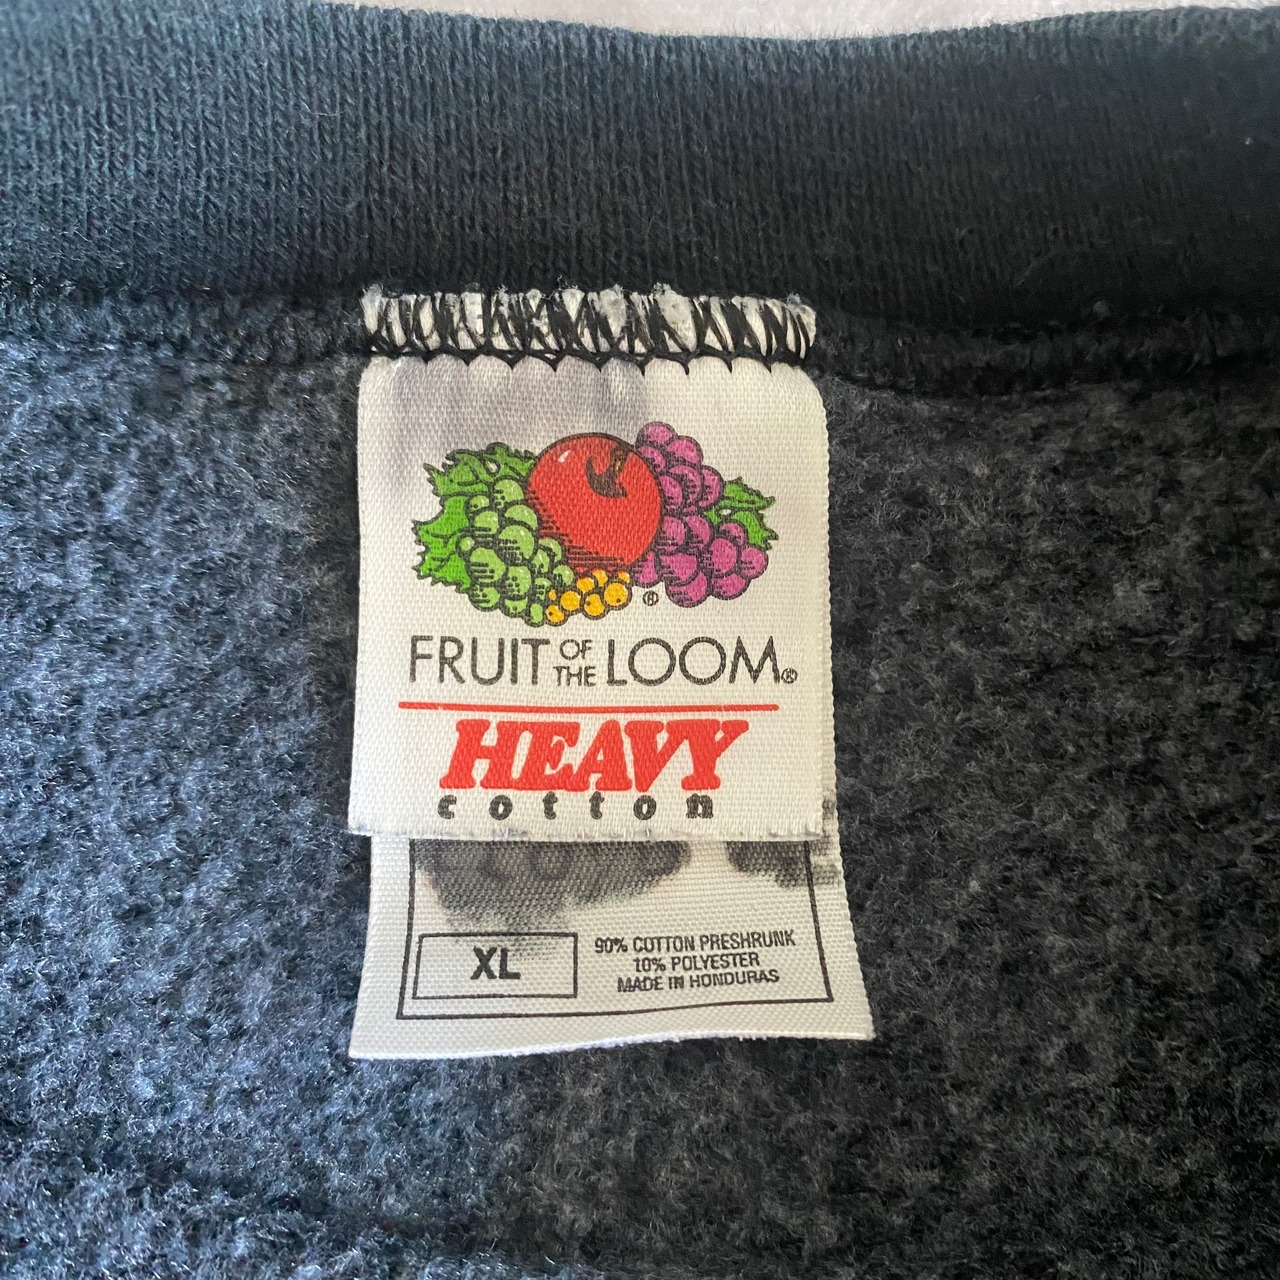 ®
FRUIT OF THE LOOM®
HEAVY
cotton
XL
90% COTTON PRESHRUNK
10% POLYESTER
MADE IN HONDURAS